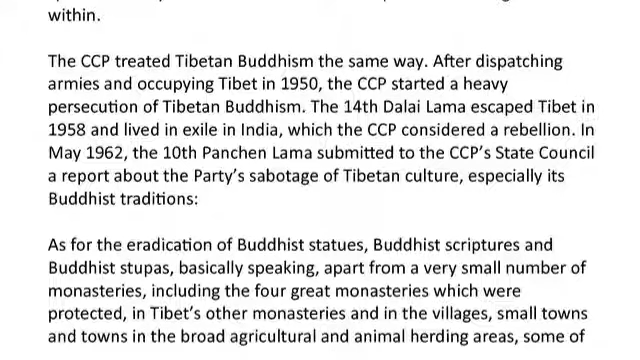 within.
The CCP treated Tibetan Buddhism the same way. After dispatching
armies and occupying Tibet in 1950, the CCP started a heavy
persecution of Tibetan Buddhism. The 14th Dalai Lama escaped Tibet in
1958 and lived in exile in India, which the CCP considered a rebellion. In
May 1962, the 10th Panchen Lama submitted to the CCP's State Council
a report about the Party's sabotage of Tibetan culture, especially its
Buddhist traditions:
As for the eradication of Buddhist statues, Buddhist scriptures and
Buddhist stupas, basically speaking, apart from a very small number of
monasteries, including the four great monasteries which were
protected, in Tibet's other monasteries and in the villages, small towns
and towns in the broad agricultural and animal herding areas, some of